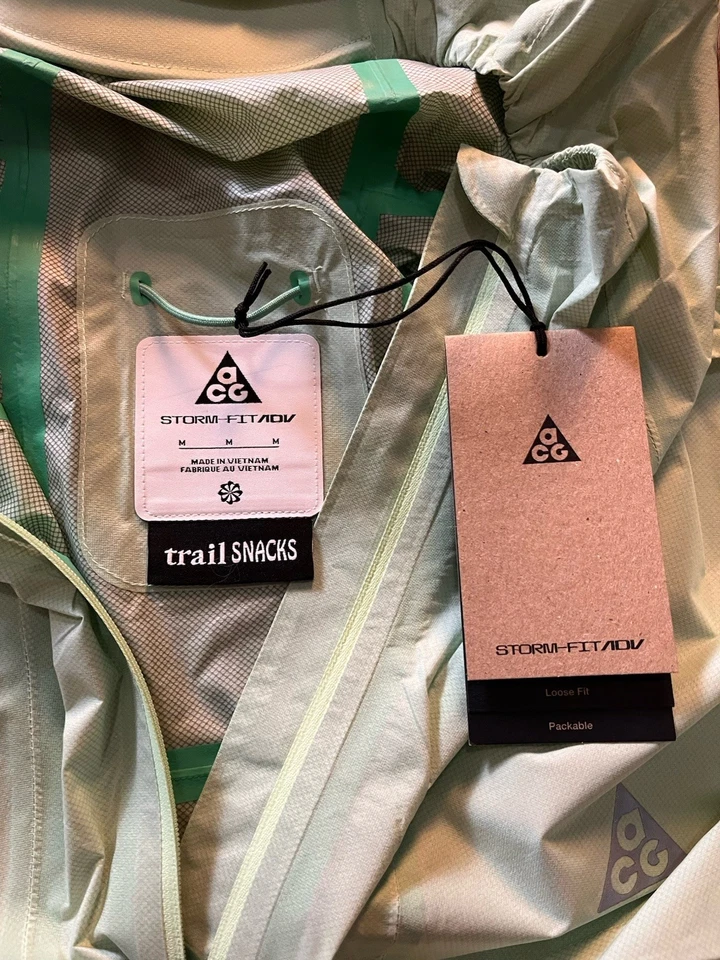 aCG
STORM-FIT ADV
M M M
MADE IN VIETNAM
FABRIQUE AU VIETNAM
trail SNACKS
aCG
STORM-FIT ADV
Loose Fit
Packable
aCG